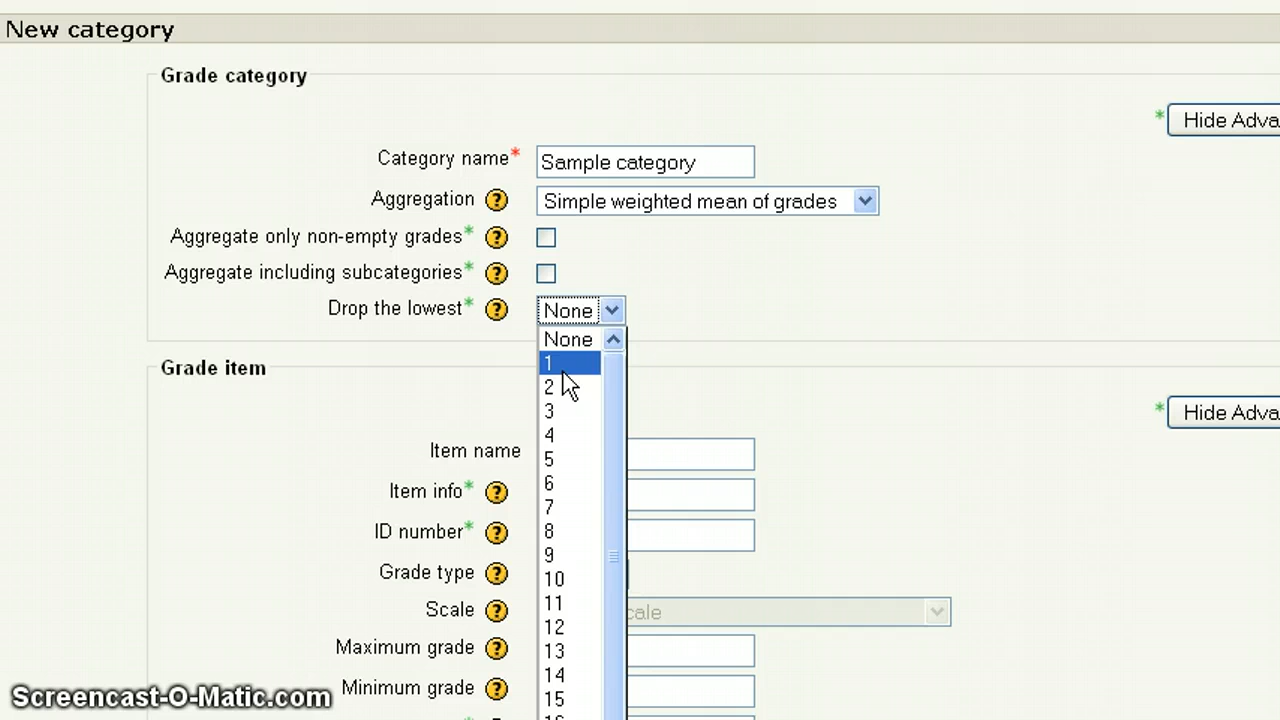 New category
Grade category
* Hide Adva
Category name* Sample category
Aggregation ? Simple weighted mean of grades
Aggregate only non-empty grades* ?
Aggregate including subcategories* ?
Drop the lowest* ? None
None
1
Grade item
2
3
* Hide Adva
4
Item name
5
6
Item info* ?
7
8
ID number* ?
9
Grade type ?
10
11
Scale ? cale
12
Maximum grade ?
13
14
Minimum grade ?
15
Screencast-O-Matic.com